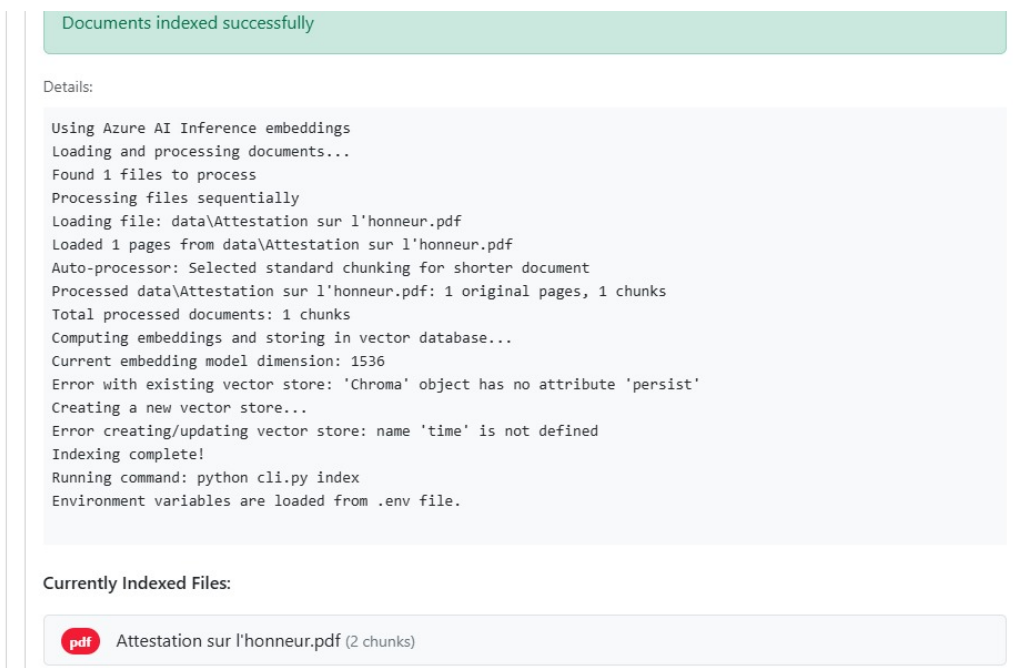 Documents indexed successfully
Details:
Using Azure AI Inference embeddings
Loading and processing documents...
Found 1 files to process
Processing files sequentially
Loading file: data\Attestation sur l'honneur.pdf
Loaded 1 pages from data\Attestation sur l'honneur.pdf
Auto-processor: Selected standard chunking for shorter document
Processed data\Attestation sur l'honneur.pdf: 1 original pages, 1 chunks
Total processed documents: 1 chunks
Computing embeddings and storing in vector database...
Current embedding model dimension: 1536
Error with existing vector store: 'Chroma' object has no attribute 'persist'
Creating a new vector store...
Error creating/updating vector store: name 'time' is not defined
Indexing complete!
Running command: python cli.py index
Environment variables are loaded from .env file.
Currently Indexed Files:
pdf Attestation sur l'honneur.pdf (2 chunks)